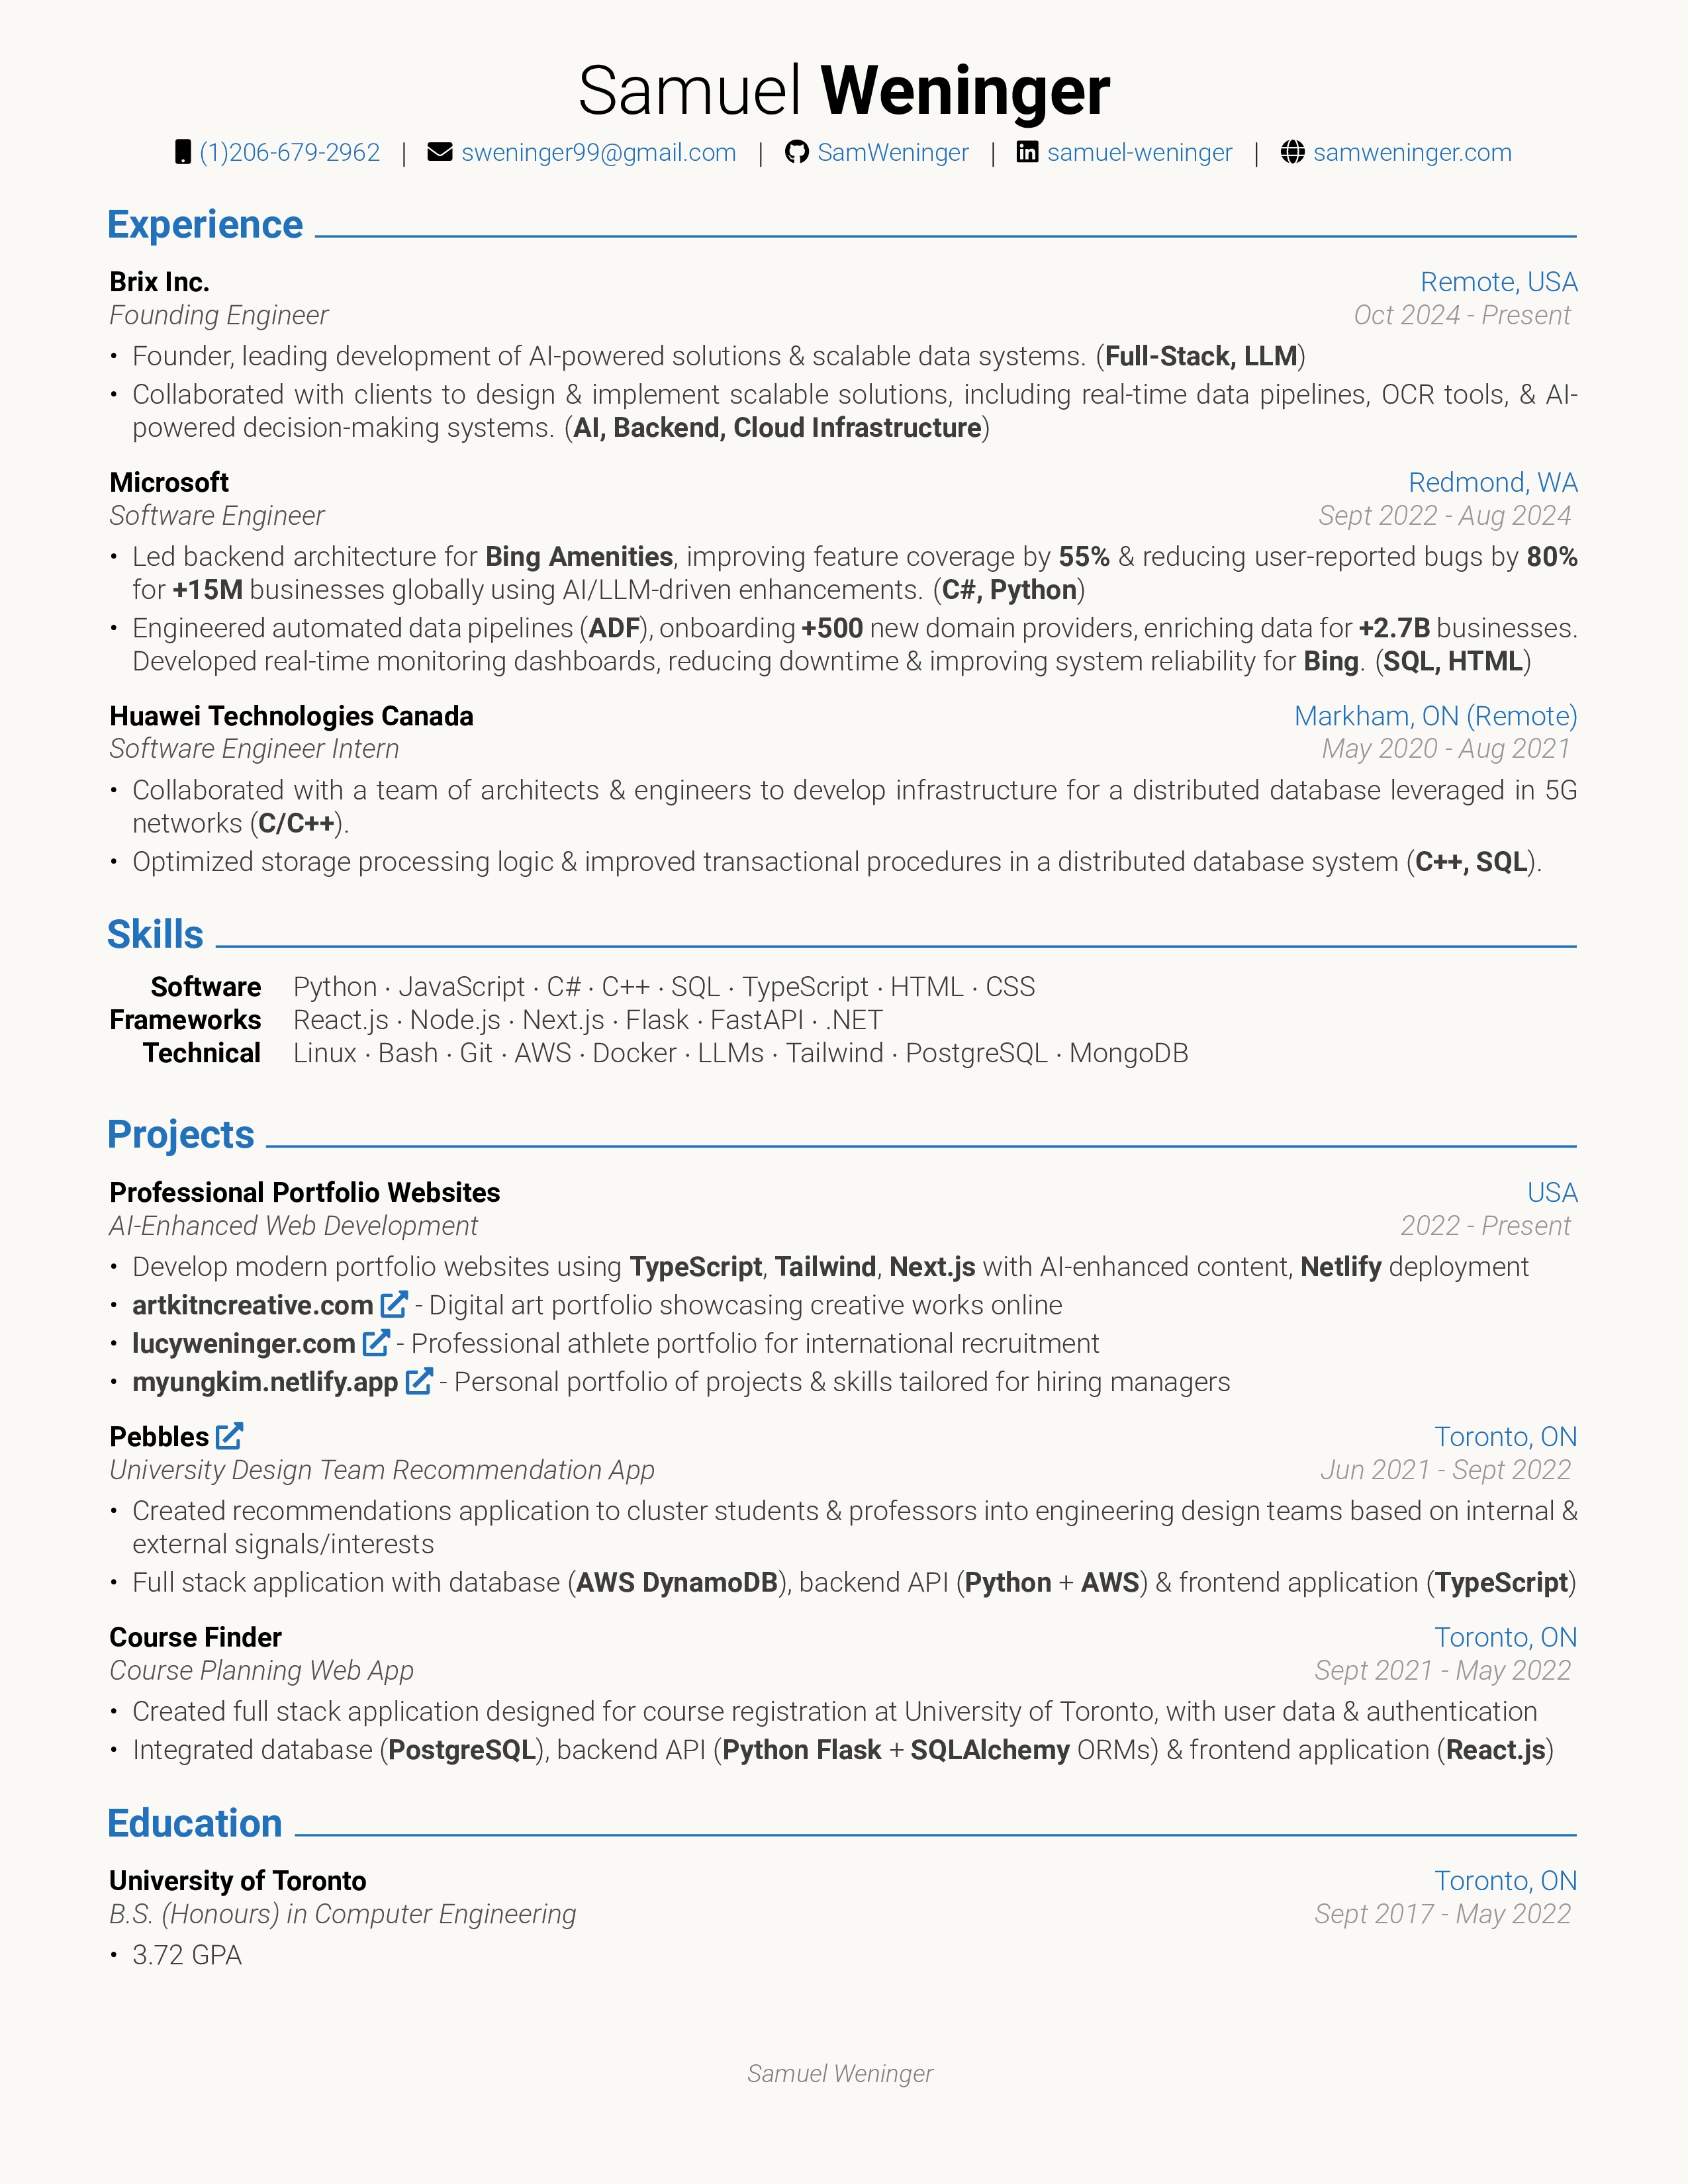 Samuel Weninger
(1)206-679-2962 | sweninger99@gmail.com | SamWeninger | samuel-weninger | samweninger.com
Experience
Brix Inc. Remote, USA
Founding Engineer Oct 2024 - Present
• Founder, leading development of AI-powered solutions & scalable data systems. (Full-Stack, LLM)
• Collaborated with clients to design & implement scalable solutions, including real-time data pipelines, OCR tools, & AI-
powered decision-making systems. (AI, Backend, Cloud Infrastructure)
Microsoft Redmond, WA
Software Engineer Sept 2022 - Aug 2024
• Led backend architecture for Bing Amenities, improving feature coverage by 55% & reducing user-reported bugs by 80%
for +15M businesses globally using AI/LLM-driven enhancements. (C#, Python)
• Engineered automated data pipelines (ADF), onboarding +500 new domain providers, enriching data for +2.7B businesses.
Developed real-time monitoring dashboards, reducing downtime & improving system reliability for Bing. (SQL, HTML)
Huawei Technologies Canada Markham, ON (Remote)
Software Engineer Intern May 2020 - Aug 2021
• Collaborated with a team of architects & engineers to develop infrastructure for a distributed database leveraged in 5G
networks (C/C++).
• Optimized storage processing logic & improved transactional procedures in a distributed database system (C++, SQL).
Skills
Software Python · JavaScript · C# · C++ · SQL · TypeScript · HTML · CSS
Frameworks React.js · Node.js · Next.js · Flask · FastAPI · .NET
Technical Linux · Bash · Git · AWS · Docker · LLMs · Tailwind · PostgreSQL · MongoDB
Projects
Professional Portfolio Websites USA
AI-Enhanced Web Development 2022 - Present
• Develop modern portfolio websites using TypeScript, Tailwind, Next.js with AI-enhanced content, Netlify deployment
• artkitncreative.com - Digital art portfolio showcasing creative works online
• lucyweninger.com - Professional athlete portfolio for international recruitment
• myungkim.netlify.app - Personal portfolio of projects & skills tailored for hiring managers
Pebbles Toronto, ON
University Design Team Recommendation App Jun 2021 - Sept 2022
• Created recommendations application to cluster students & professors into engineering design teams based on internal &
external signals/interests
• Full stack application with database (AWS DynamoDB), backend API (Python + AWS) & frontend application (TypeScript)
Course Finder Toronto, ON
Course Planning Web App Sept 2021 - May 2022
• Created full stack application designed for course registration at University of Toronto, with user data & authentication
• Integrated database (PostgreSQL), backend API (Python Flask + SQLAlchemy ORMs) & frontend application (React.js)
Education
University of Toronto Toronto, ON
B.S. (Honours) in Computer Engineering Sept 2017 - May 2022
• 3.72 GPA
Samuel Weninger